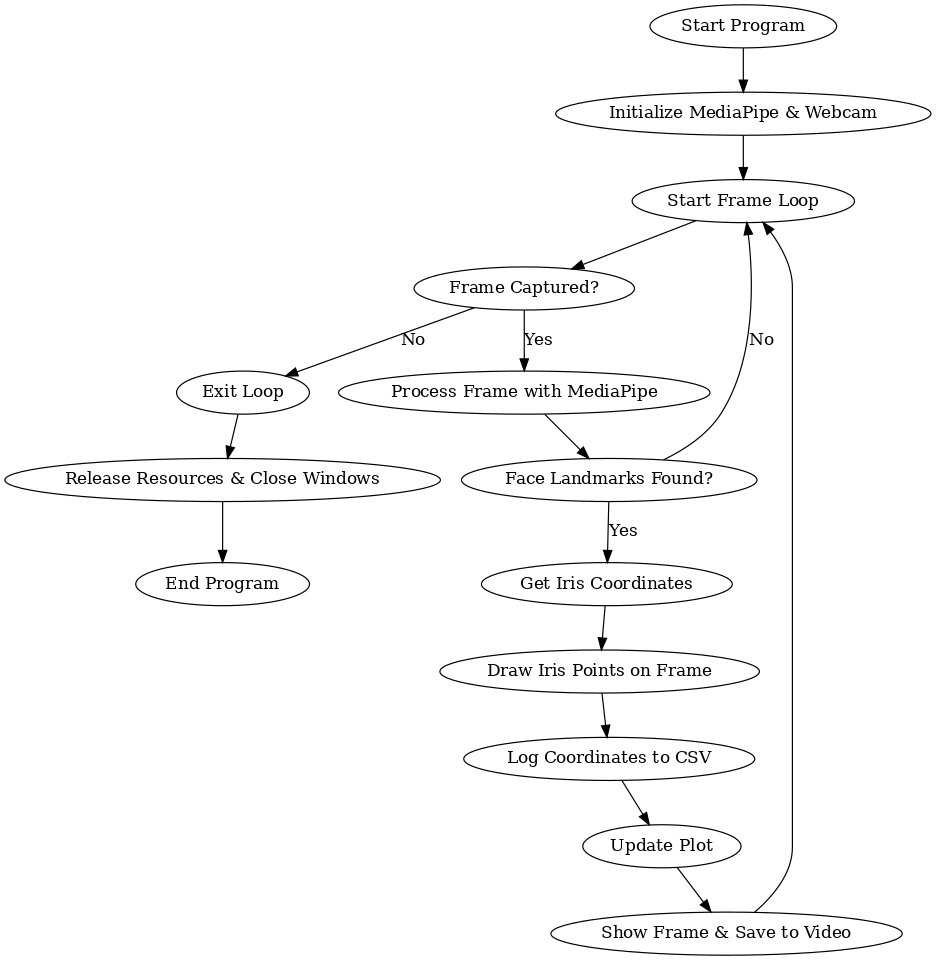 Start Program
Initialize MediaPipe & Webcam
Start Frame Loop
Frame Captured?
No
Yes
No
Exit Loop
Process Frame with MediaPipe
Release Resources & Close Windows
Face Landmarks Found?
Yes
End Program
Get Iris Coordinates
Draw Iris Points on Frame
Log Coordinates to CSV
Update Plot
Show Frame & Save to Video